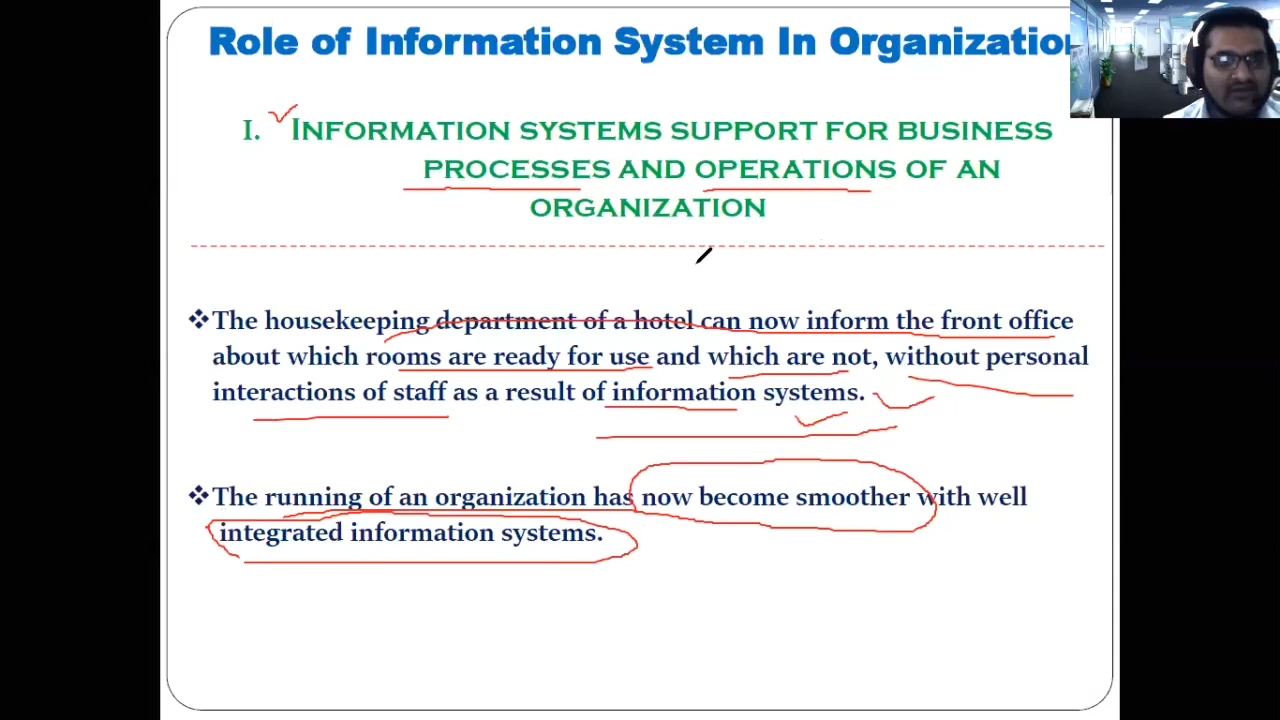 Role of Information System In Organization
I. INFORMATION SYSTEMS SUPPORT FOR BUSINESS
PROCESSES AND OPERATIONS OF AN
ORGANIZATION
❖The housekeeping department of a hotel can now inform the front office
about which rooms are ready for use and which are not, without personal
interactions of staff as a result of information systems.
❖The running of an organization has now become smoother with well
integrated information systems.